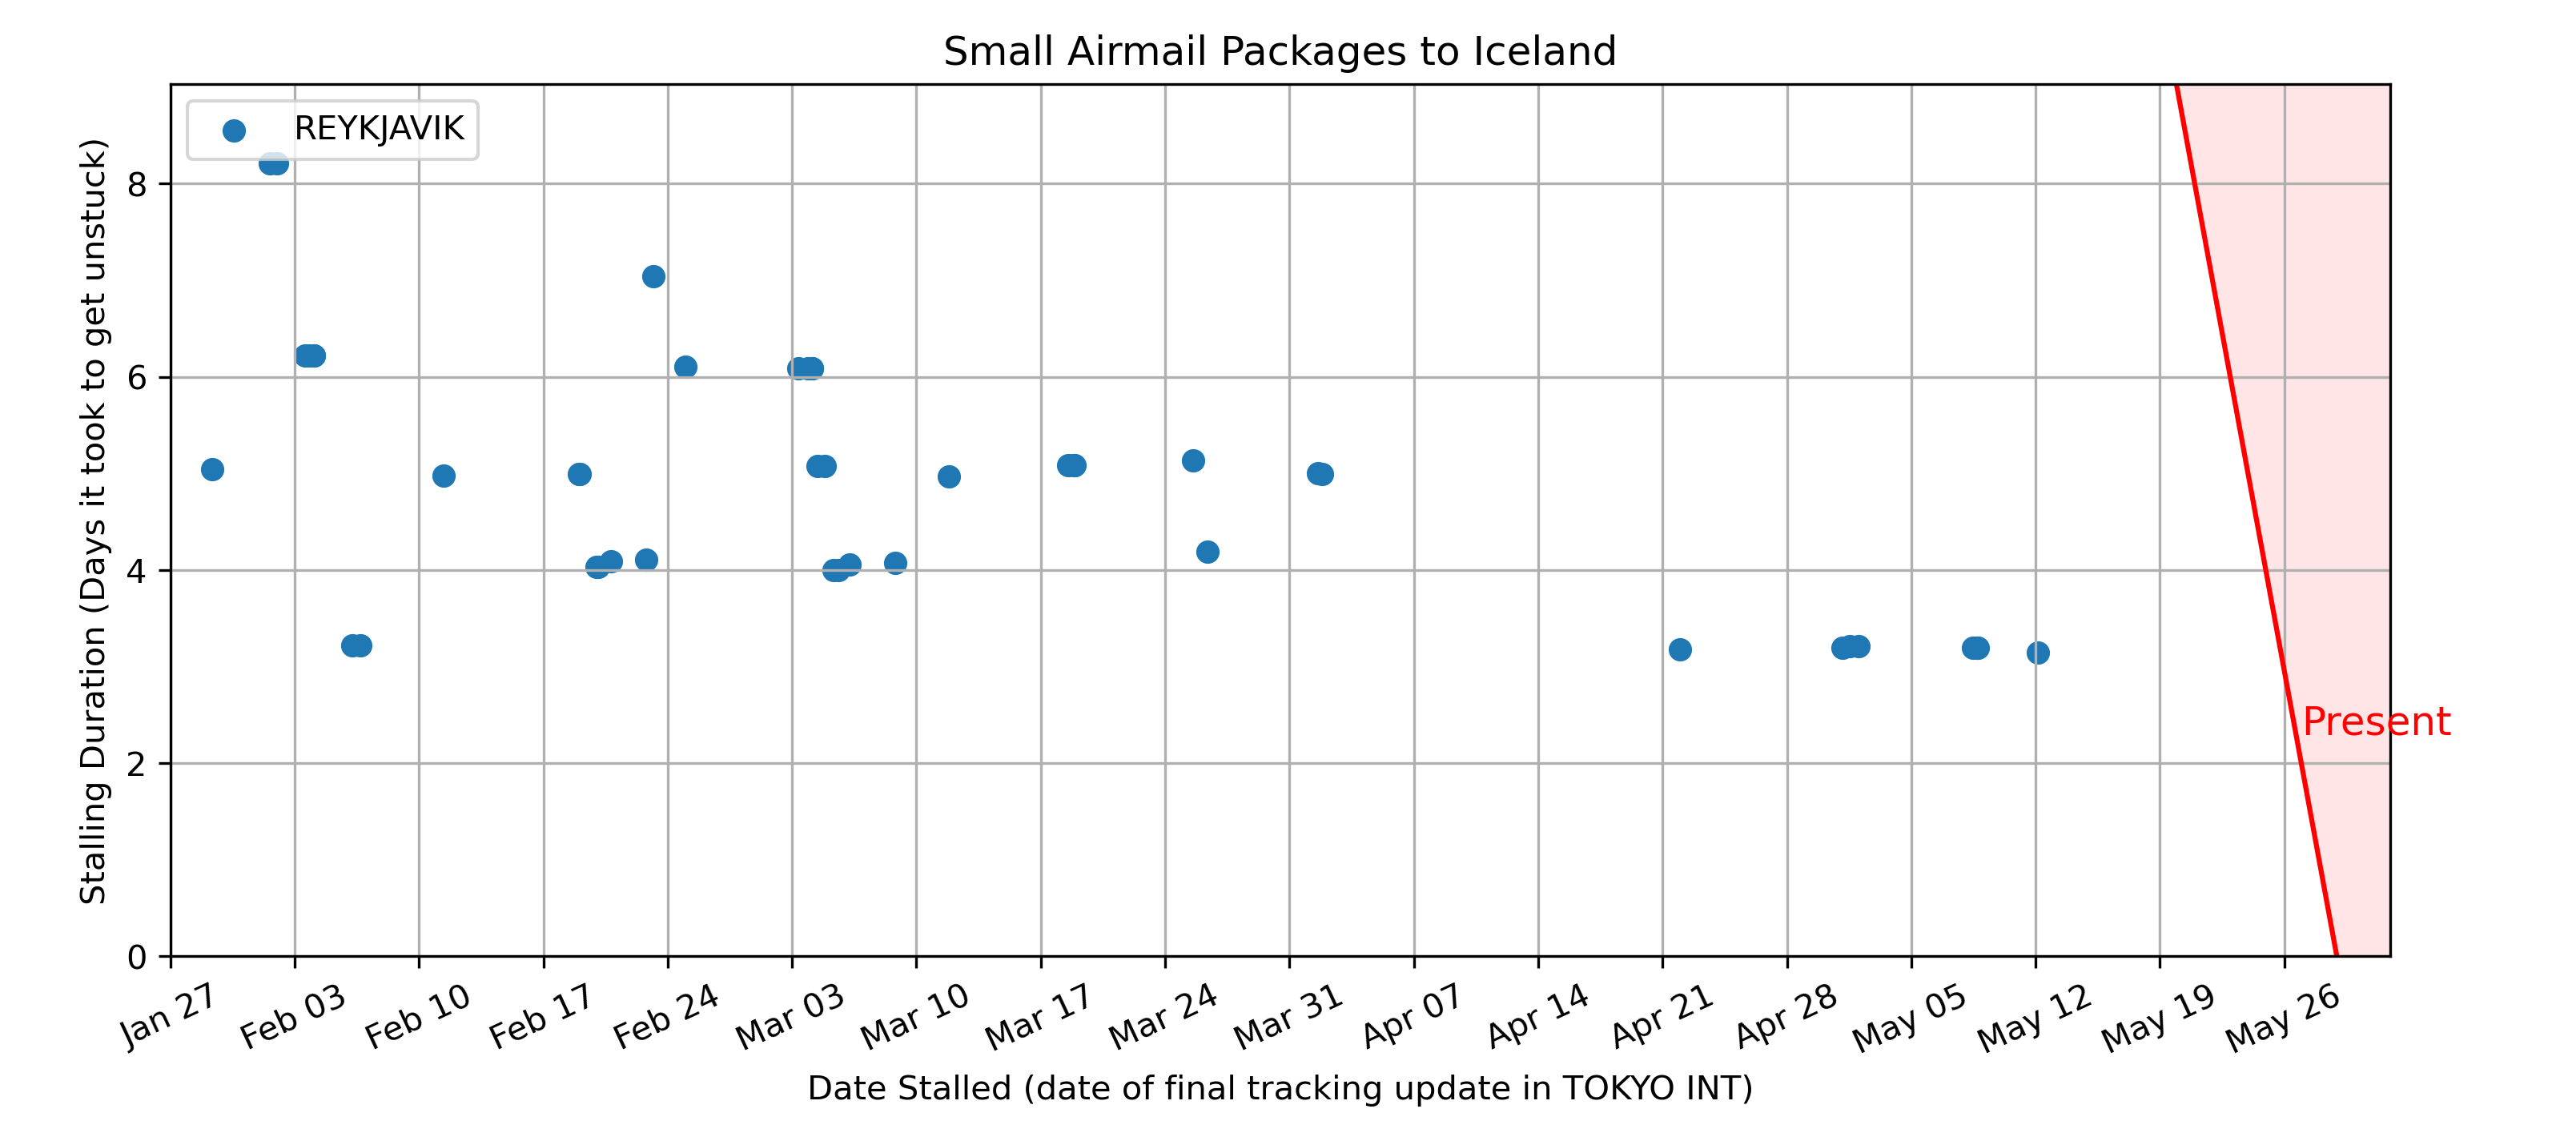 Small Airmail Packages to Iceland
REYKJAVIK
Stalling Duration (Days it took to get unstuck)
8
6
4
2
0
Present
Jan 27
Feb 03
Feb 10
Feb 17
Feb 24
Mar 03
Mar 10
Mar 17
Mar 24
Mar 31
Apr 07
Apr 14
Apr 21
Apr 28
May 05
May 12
May 19
May 26
Date Stalled (date of final tracking update in TOKYO INT)